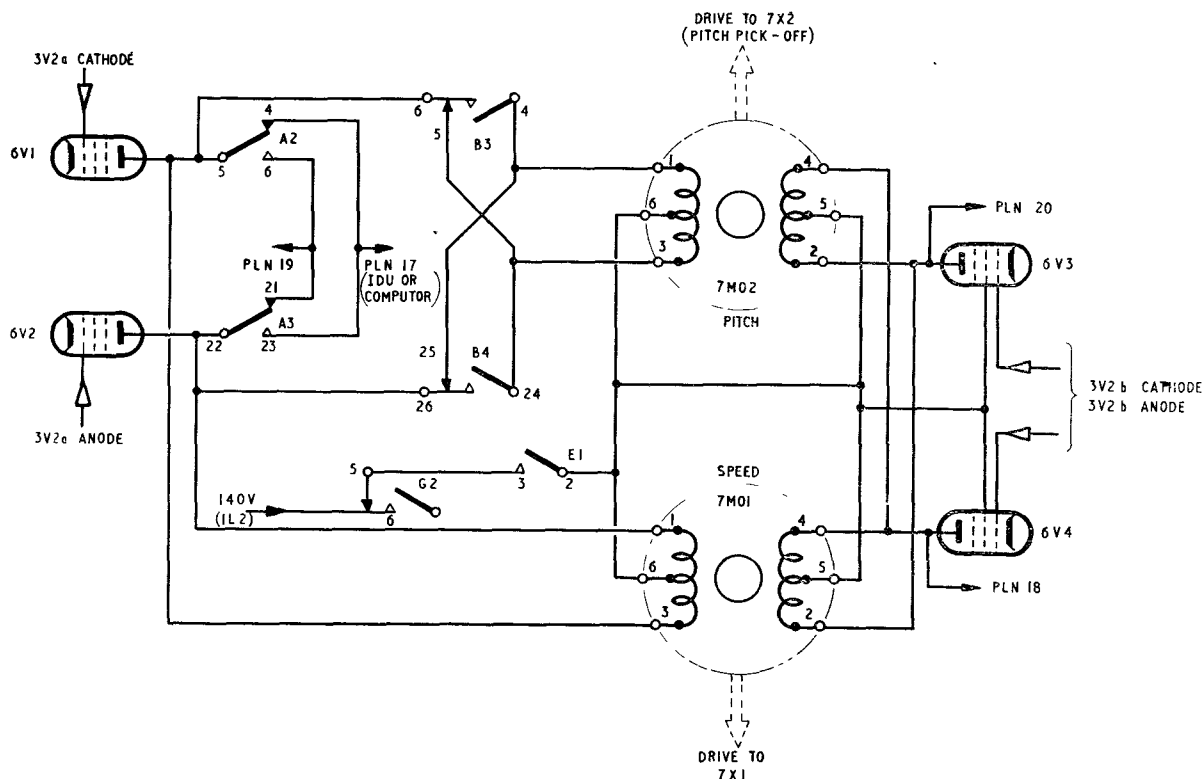 DRIVE TO 7X2
(PITCH PICK-OFF)
3V2a CATHODÉ
6V1
4
A2
5
6
6
4
5
B3
1
6
3
4
5
2
PLN 20
6V3
PLN 19
PLN 17
(IDU OR
COMPUTOR)
21
A3
22
23
6V2
7M02
PITCH
25
B4
26
24
3V2a ANODE
3V2b CATHODE
3V2b ANODE
5
E1
3
2
G2
6
140V
(1L2)
SPEED
7M01
1
6
3
4
5
2
6V4
PLN 18
DRIVE TO
7X1